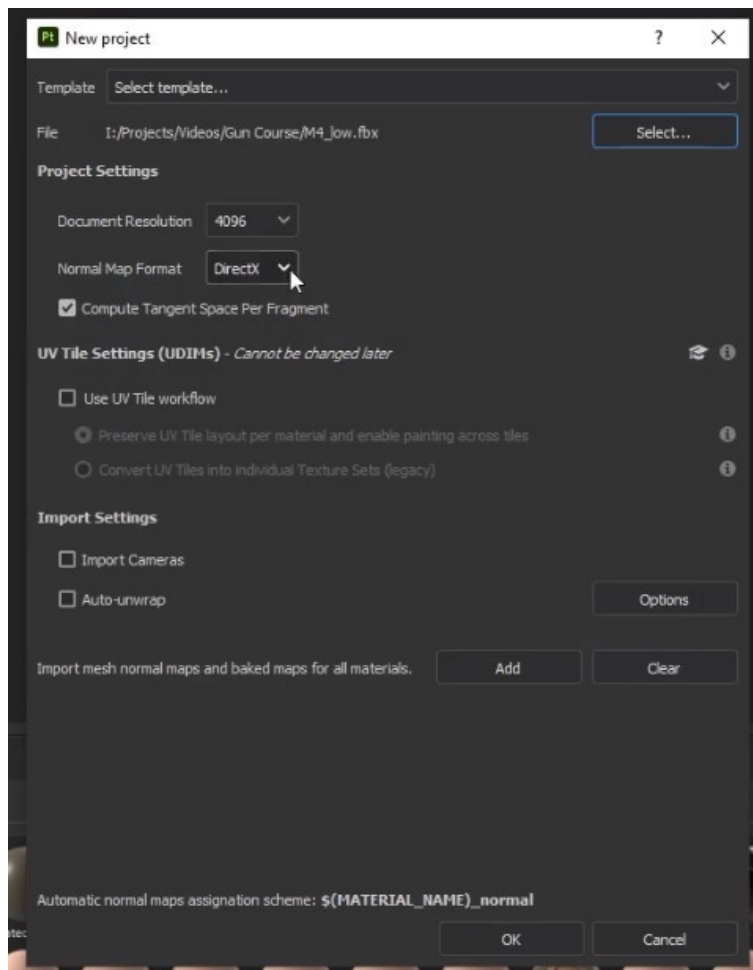 Pt New project ? X
Template Select template...
File I:/Projects/Videos/Gun Course/M4_low.fbx Select...
Project Settings
Document Resolution 4096
Normal Map Format DirectX
Compute Tangent Space Per Fragment
UV Tile Settings (UDIMs) - Cannot be changed later
Use UV Tile workflow
Preserve UV Tile layout per material and enable painting across tiles
Convert UV Tiles into individual Texture Sets (legacy)
Import Settings
Import Cameras
Auto-unwrap Options
Import mesh normal maps and baked maps for all materials. Add Clear
Automatic normal maps assignation scheme: $(MATERIAL_NAME)_normal
OK Cancel